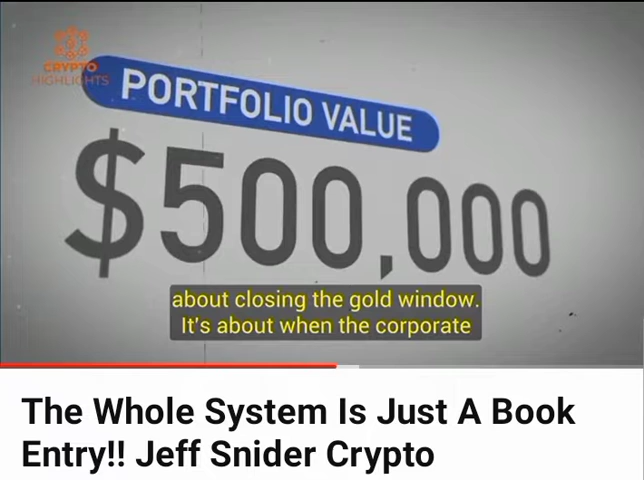 CRYPTO
HIGHLIGHTS
PORTFOLIO VALUE
$500,000
about closing the gold window.
It's about when the corporate
The Whole System Is Just A Book
Entry!! Jeff Snider Crypto